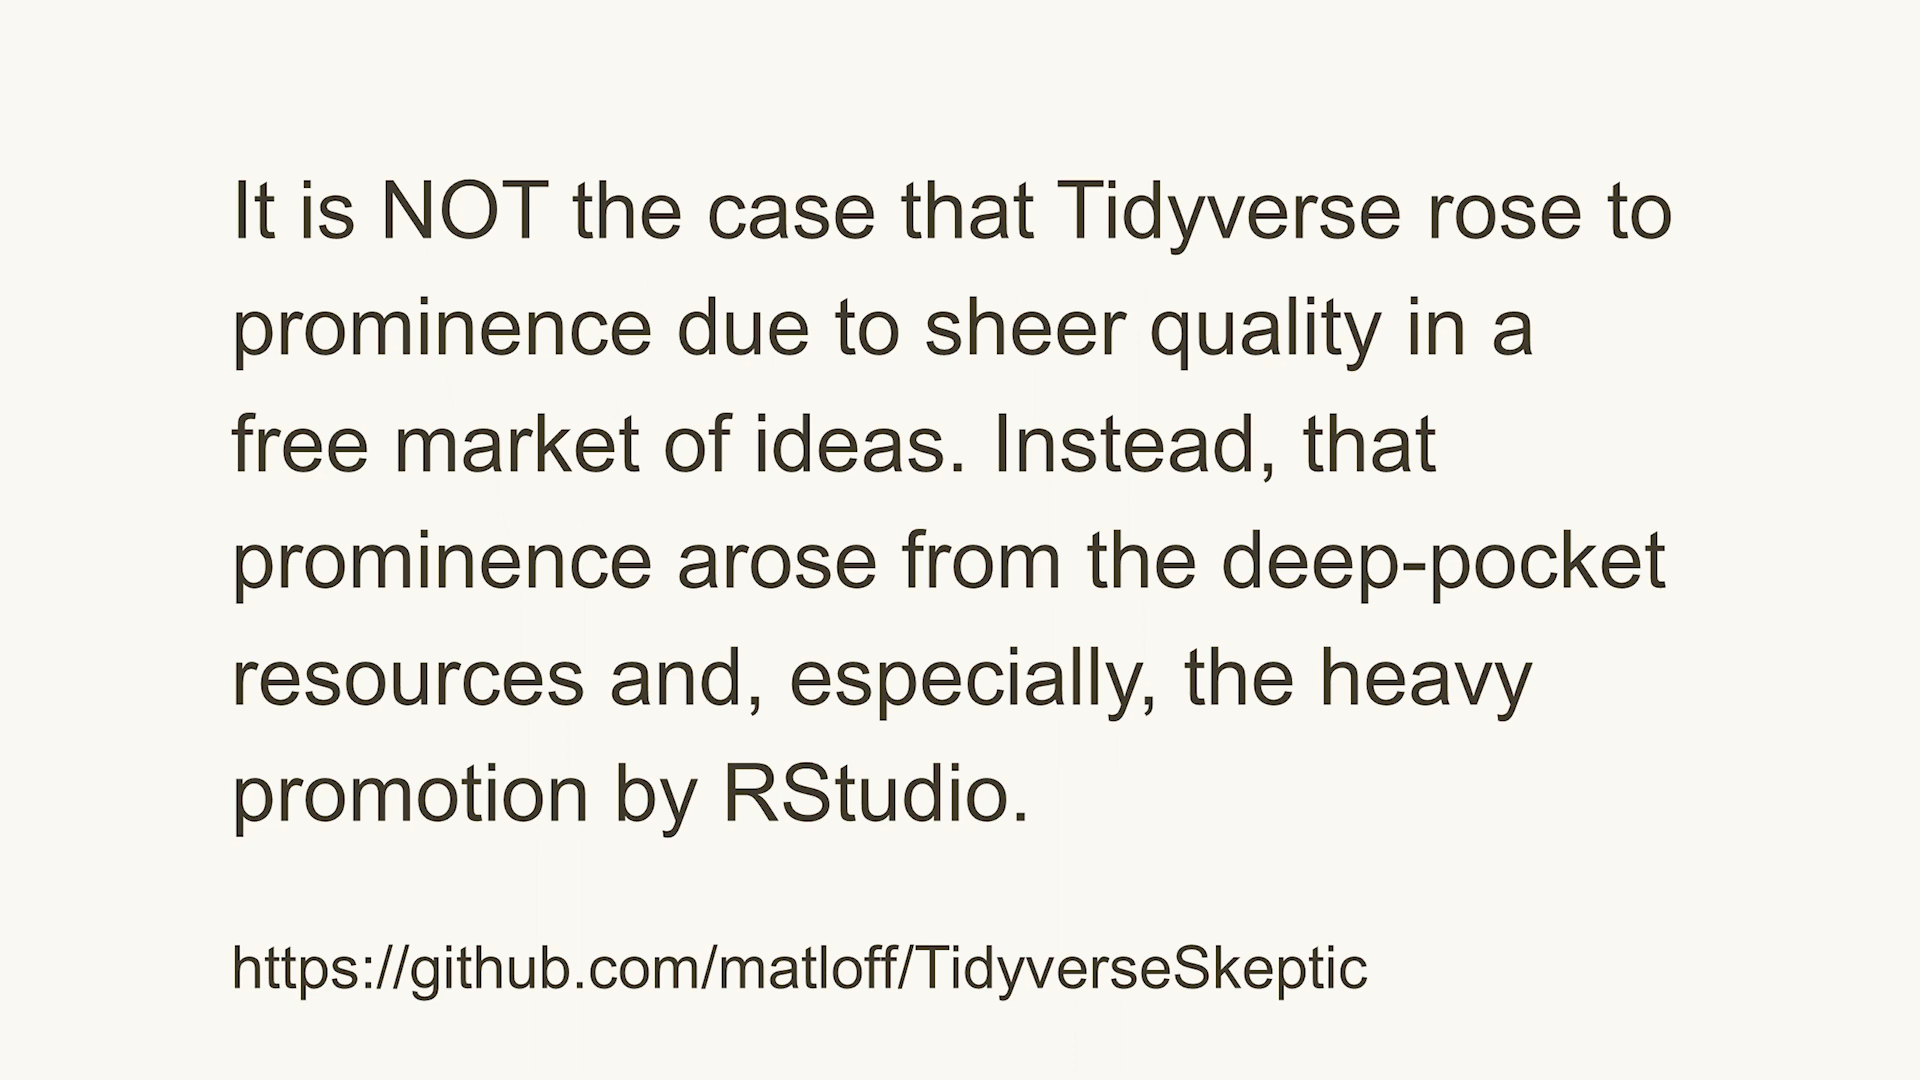 It is NOT the case that Tidyverse rose to
prominence due to sheer quality in a
free market of ideas. Instead, that
prominence arose from the deep-pocket
resources and, especially, the heavy
promotion by RStudio.
https://github.com/matloff/TidyverseSkeptic